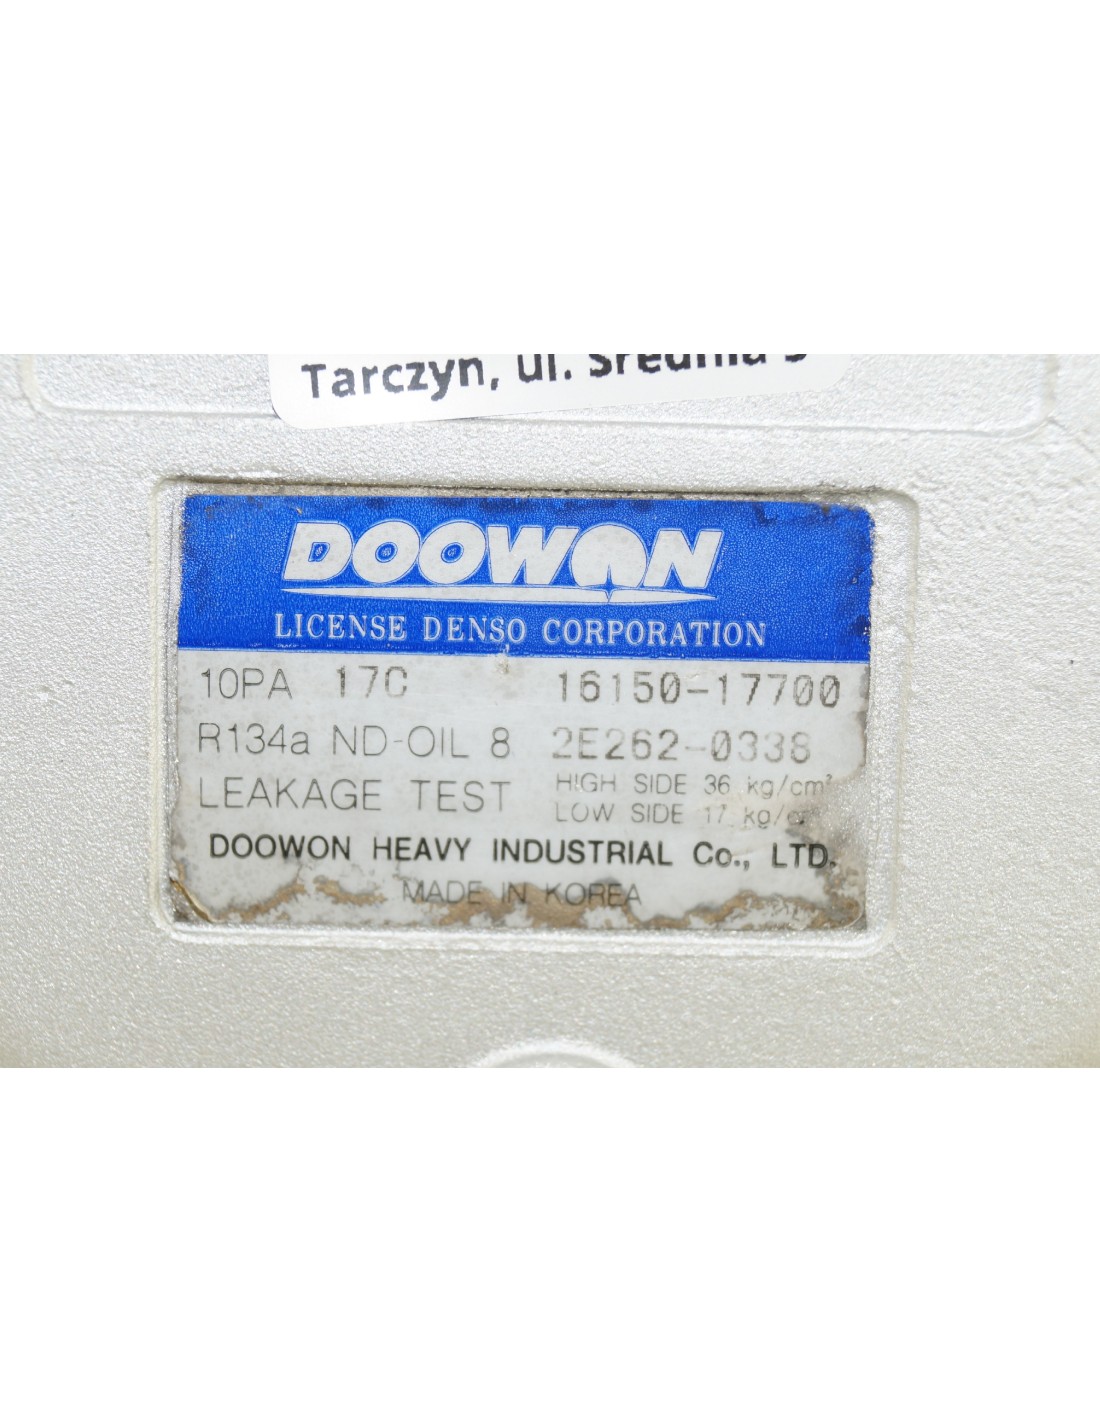 Tarczyn, ul. Średnia
DOOWON
LICENSE DENSO CORPORATION
10PA 17C 16150-17700
R134a ND-OIL 8 2E262-0338
LEAKAGE TEST HIGH SIDE 36 kg/cm²
LOW SIDE 17
DOOWON HEAVY INDUSTRIAL Co., LTD.
MADE IN KOREA